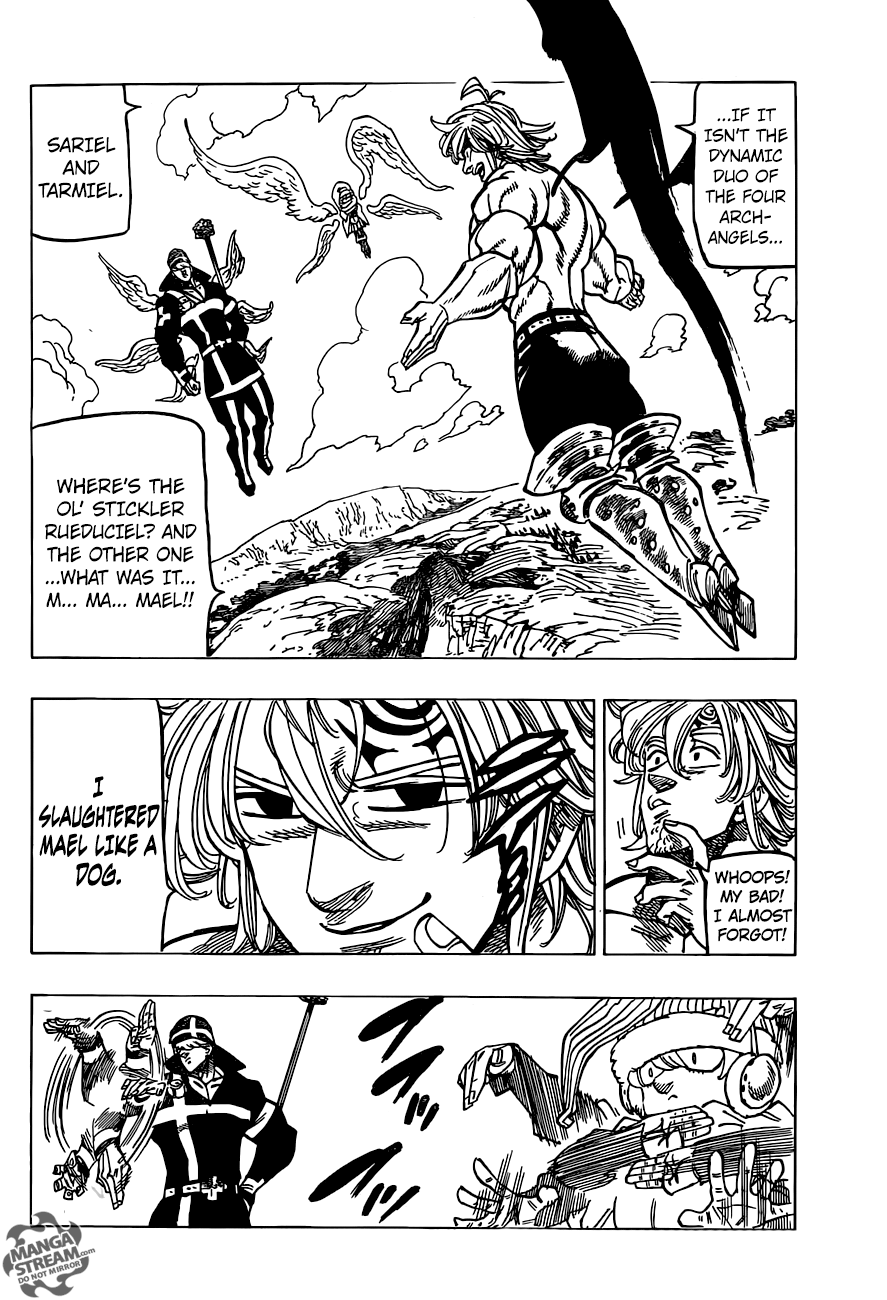 ...IF IT
ISN'T THE
DYNAMIC
DUO OF
THE FOUR
ARCH-
ANGELS...
SARIEL
AND
TARMIEL.
WHERE'S THE
OL' STICKLER
RUEDUCIEL? AND
THE OTHER ONE
...WHAT WAS IT...
M... MA... MAEL!!
WHOOPS!
MY BAD!
I ALMOST
FORGOT!
I
SLAUGHTERED
MAEL LIKE A
DOG.
MANGA
STREAM.com
DO NOT MIRROR